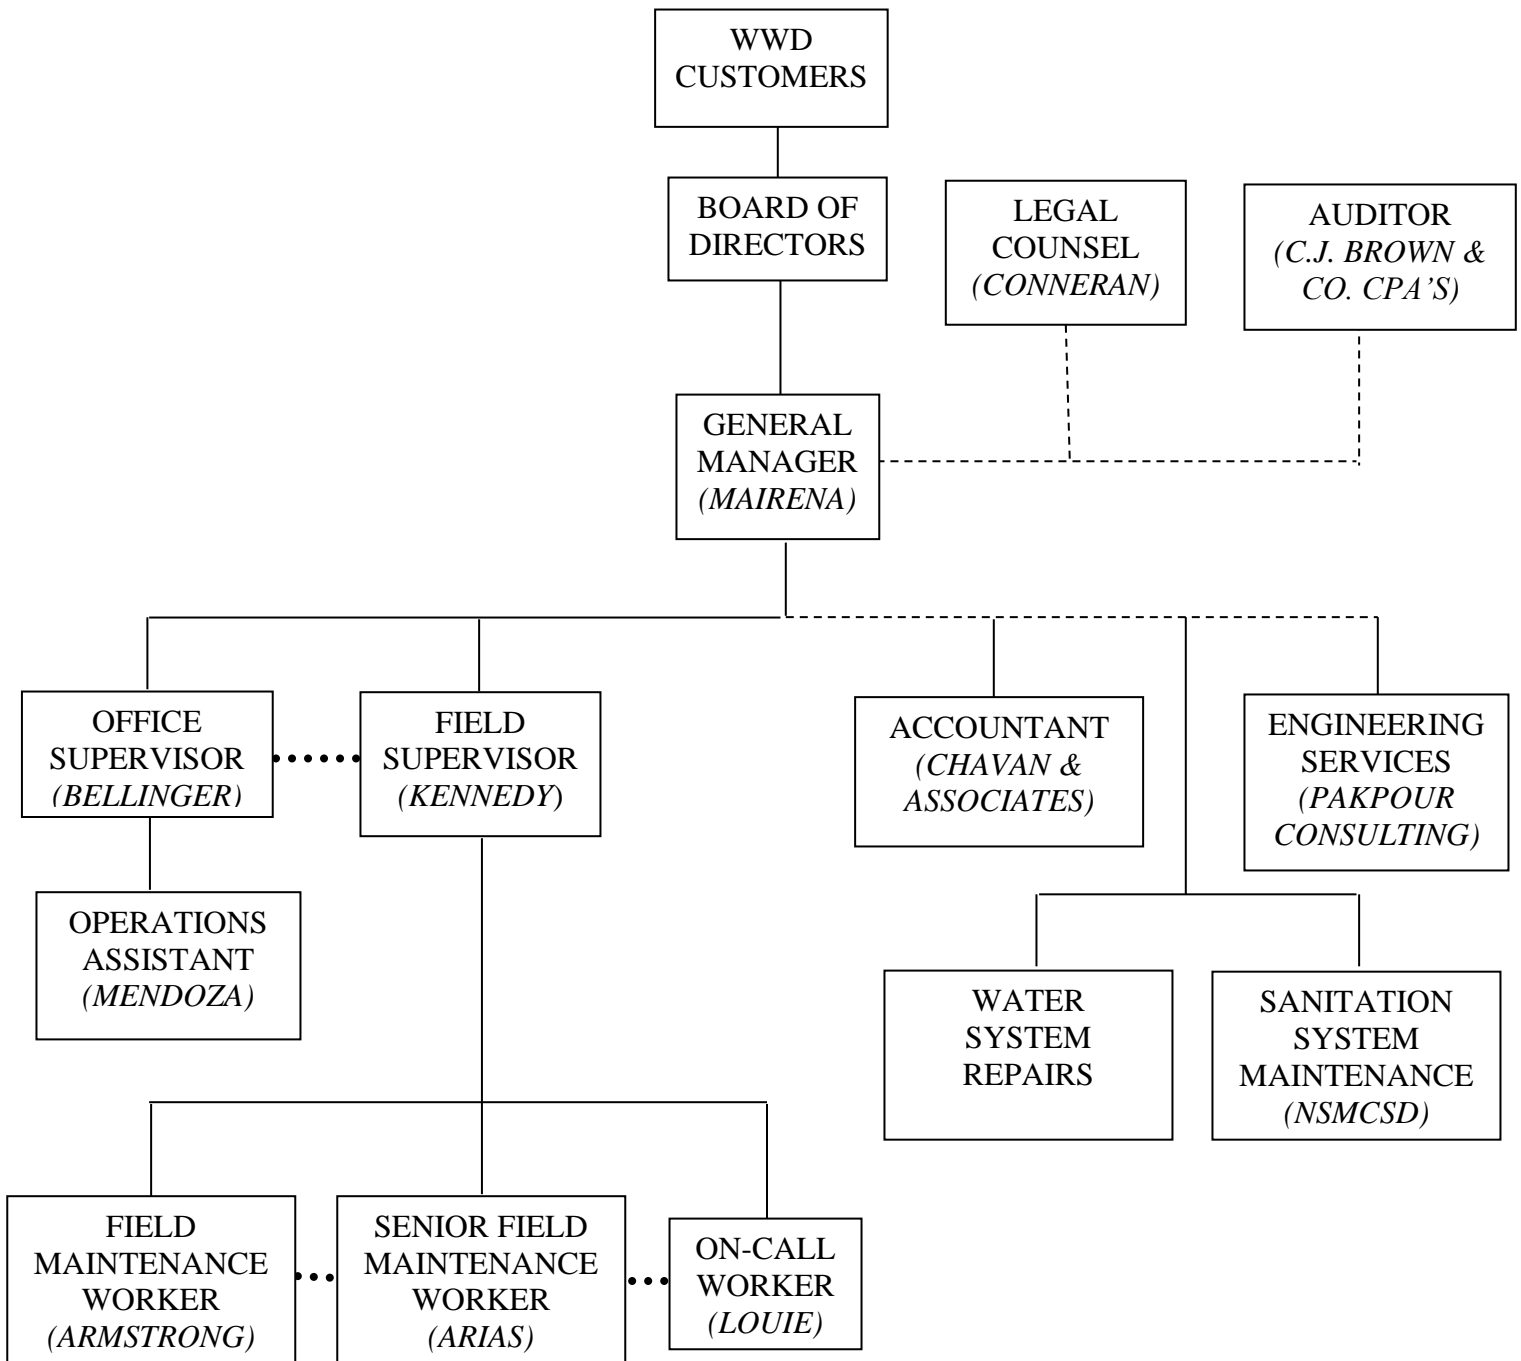 WWD
CUSTOMERS
BOARD OF
DIRECTORS
LEGAL
COUNSEL
(CONNERAN)
AUDITOR
(C.J. BROWN &
CO. CPA’S)
GENERAL
MANAGER
(MAIRENA)
OFFICE
SUPERVISOR
(BELLINGER)
FIELD
SUPERVISOR
(KENNEDY)
ACCOUNTANT
(CHAVAN &
ASSOCIATES)
ENGINEERING
SERVICES
(PAKPOUR
CONSULTING)
OPERATIONS
ASSISTANT
(MENDOZA)
WATER
SYSTEM
REPAIRS
SANITATION
SYSTEM
MAINTENANCE
(NSMCSD)
FIELD
MAINTENANCE
WORKER
(ARMSTRONG)
SENIOR FIELD
MAINTENANCE
WORKER
(ARIAS)
ON-CALL
WORKER
(LOUIE)